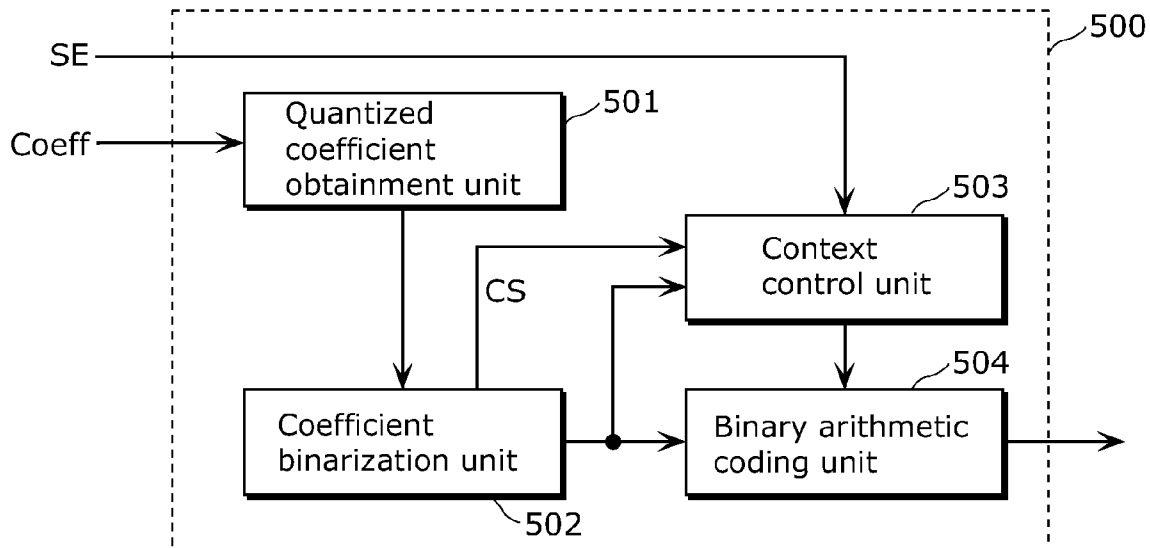 500
SE
501
Quantized
coefficient
obtainment unit
Coeff
503
Context
control unit
CS
504
Coefficient
binarization unit
Binary arithmetic
coding unit
502